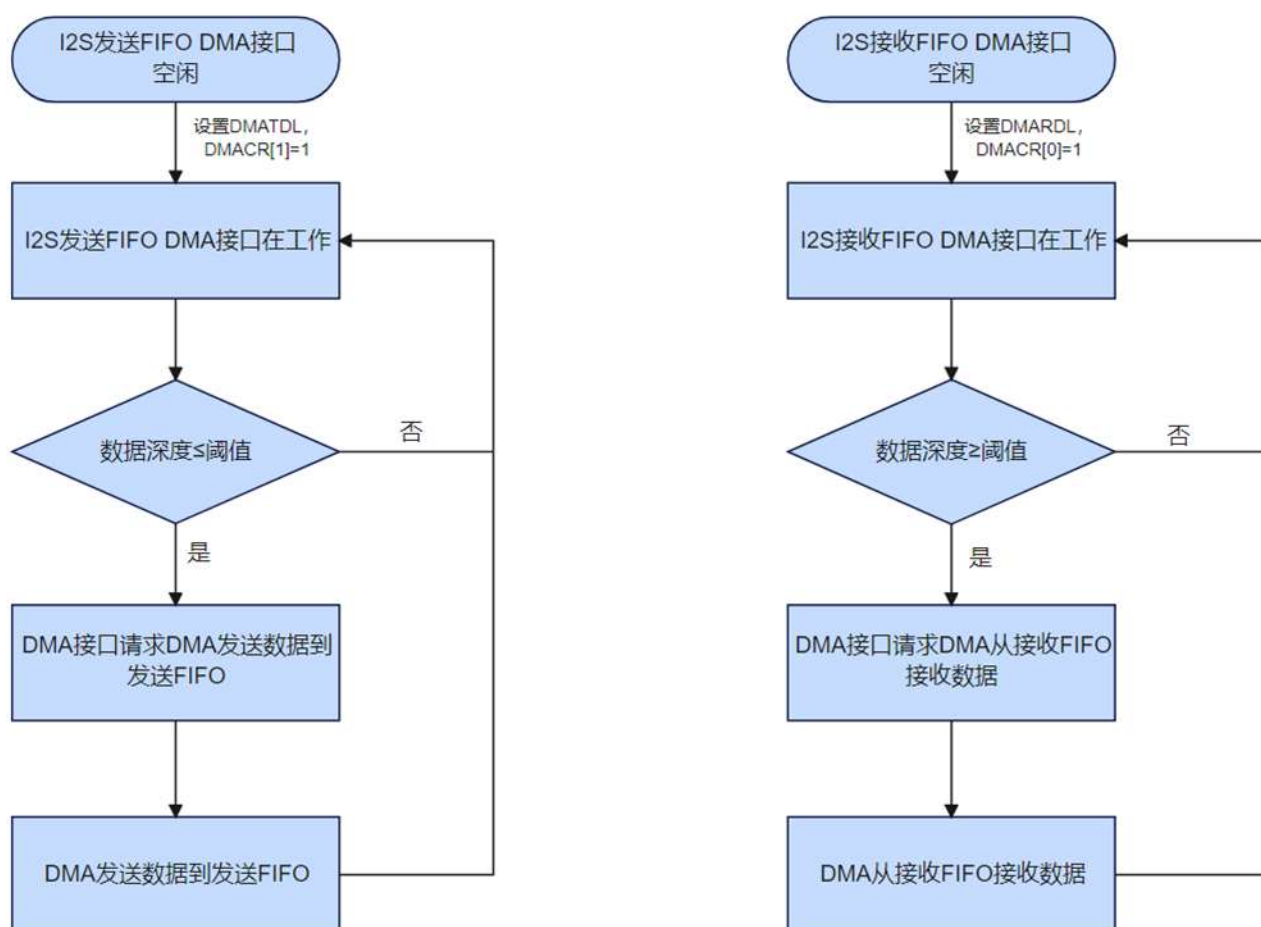 I2S发送FIFO DMA接口
空闲
设置DMATDL,
DMACR[1]=1
I2S发送FIFO DMA接口在工作
数据深度≤阈值
否
是
DMA接口请求DMA发送数据到
发送FIFO
DMA发送数据到发送FIFO
I2S接收FIFO DMA接口
空闲
设置DMARDL,
DMACR[0]=1
I2S接收FIFO DMA接口在工作
数据深度≥阈值
否
是
DMA接口请求DMA从接收FIFO
接收数据
DMA从接收FIFO接收数据